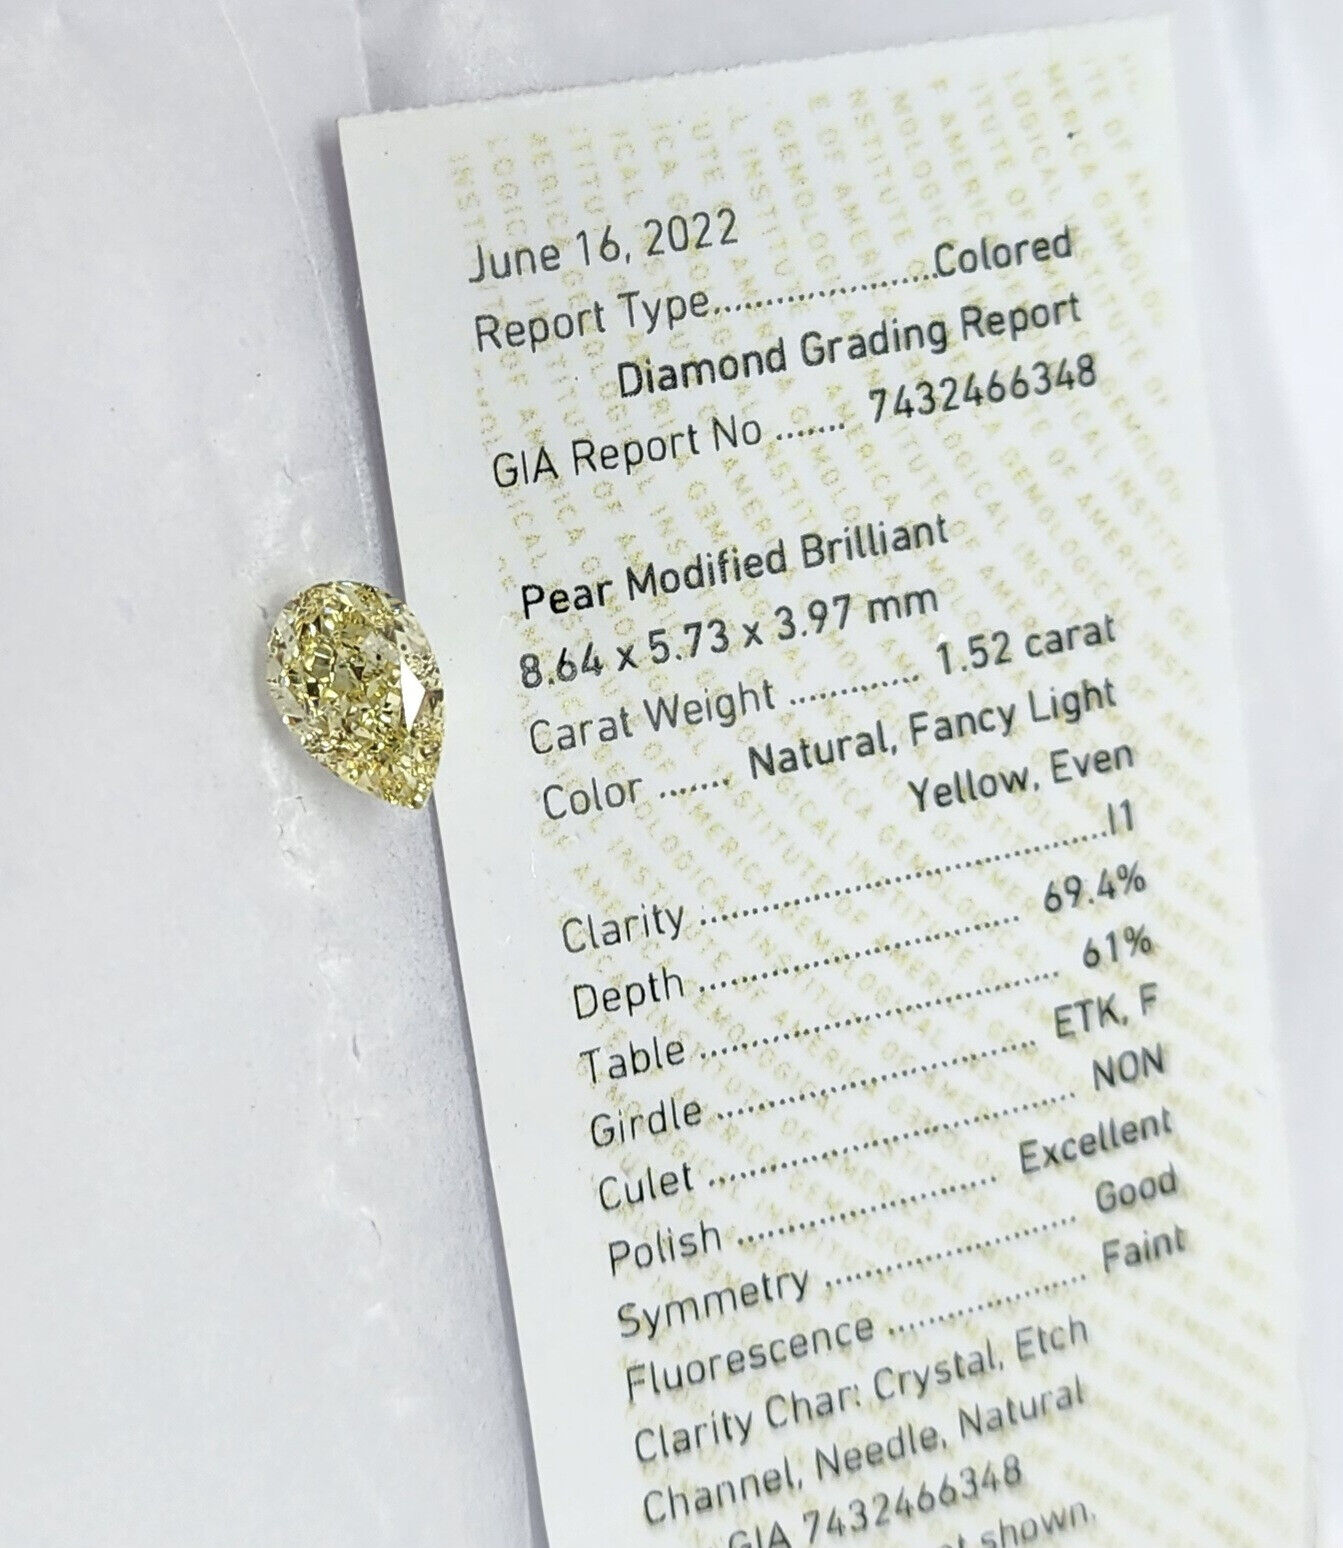 June 16, 2022
Report Type......................Colored
Diamond Grading Report
GIA Report No ....... 7432466348
Pear Modified Brilliant
8.64 x 5.73 x 3.97 mm
Carat Weight ............. 1.52 carat
Color ....... Natural, Fancy Light
Yellow, Even
Clarity .........................................I1
Depth ................................ 69.4%
Table .................................... 61%
Girdle ................................ ETK, F
Culet ..................................... NON
Polish .......................... Excellent
Symmetry ......................... Good
Fluorescence .................... Faint
Clarity Char: Crystal, Etch
Channel, Needle, Natural
GIA 7432466348
shown.